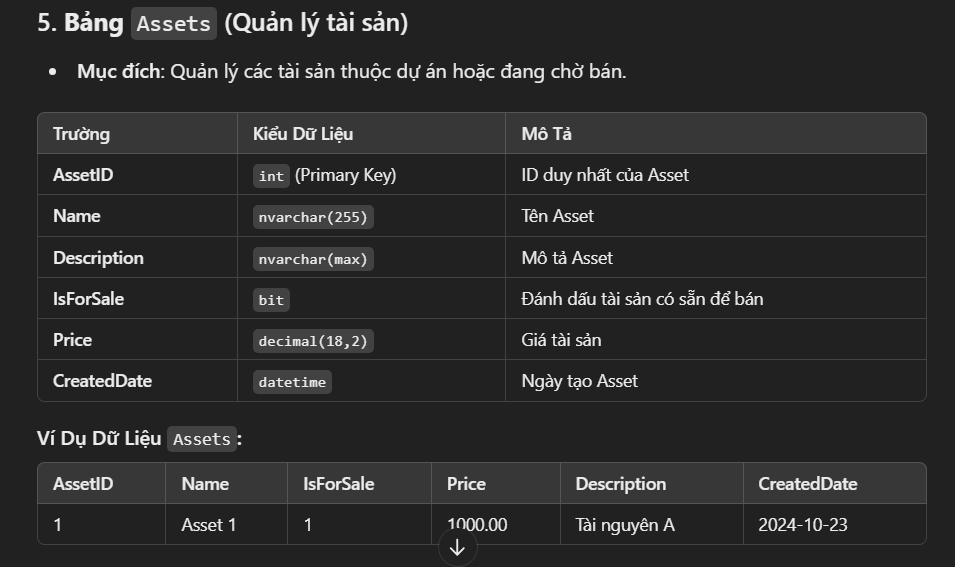 5. Bảng Assets (Quản lý tài sản)
Mục đích: Quản lý các tài sản thuộc dự án hoặc đang chờ bán.
Trường Kiểu Dữ Liệu Mô Tả
AssetID int (Primary Key) ID duy nhất của Asset
Name nvarchar(255) Tên Asset
Description nvarchar(max) Mô tả Asset
IsForSale bit Đánh dấu tài sản có sẵn để bán
Price decimal(18,2) Giá tài sản
CreatedDate datetime Ngày tạo Asset
Ví Dụ Dữ Liệu Assets:
AssetID Name IsForSale Price Description CreatedDate
1 Asset 1 1 1000.00 Tài nguyên A 2024-10-23